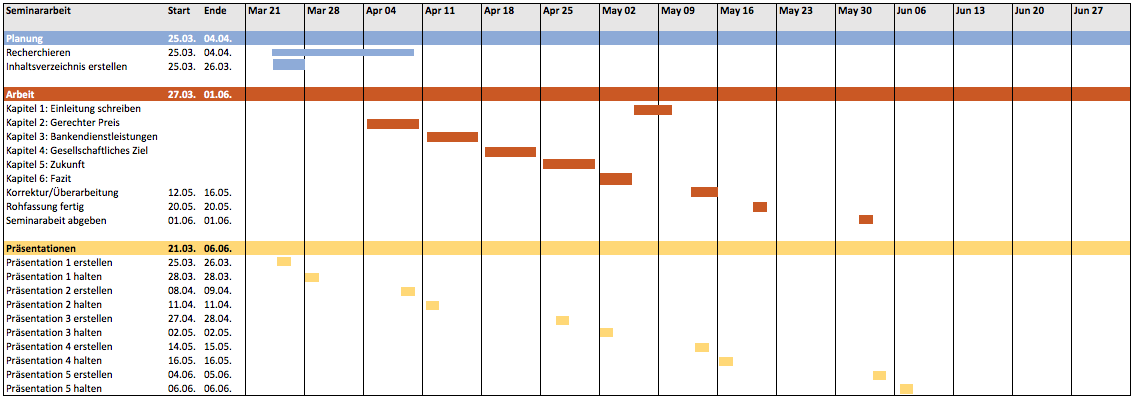 Seminararbeit Start Ende Mar 21 Mar 28 Apr 04 Apr 11 Apr 18 Apr 25 May 02 May 09 May 16 May 23 May 30 Jun 06 Jun 13 Jun 20 Jun 27
Planung 25.03. 04.04.
Recherchieren 25.03. 04.04.
Inhaltsverzeichnis erstellen 25.03. 26.03.
Arbeit 27.03. 01.06.
Kapitel 1: Einleitung schreiben
Kapitel 2: Gerechter Preis
Kapitel 3: Bankendienstleistungen
Kapitel 4: Gesellschaftliches Ziel
Kapitel 5: Zukunft
Kapitel 6: Fazit
Korrektur/Überarbeitung 12.05. 16.05.
Rohfassung fertig 20.05. 20.05.
Seminarabeit abgeben 01.06. 01.06.
Präsentationen 21.03. 06.06.
Präsentation 1 erstellen 25.03. 26.03.
Präsentation 1 halten 28.03. 28.03.
Präsentation 2 erstellen 08.04. 09.04.
Präsentation 2 halten 11.04. 11.04.
Präsentation 3 erstellen 27.04. 28.04.
Präsentation 3 halten 02.05. 02.05.
Präsentation 4 erstellen 14.05. 15.05.
Präsentation 4 halten 16.05. 16.05.
Präsentation 5 erstellen 04.06. 05.06.
Präsentation 5 halten 06.06. 06.06.